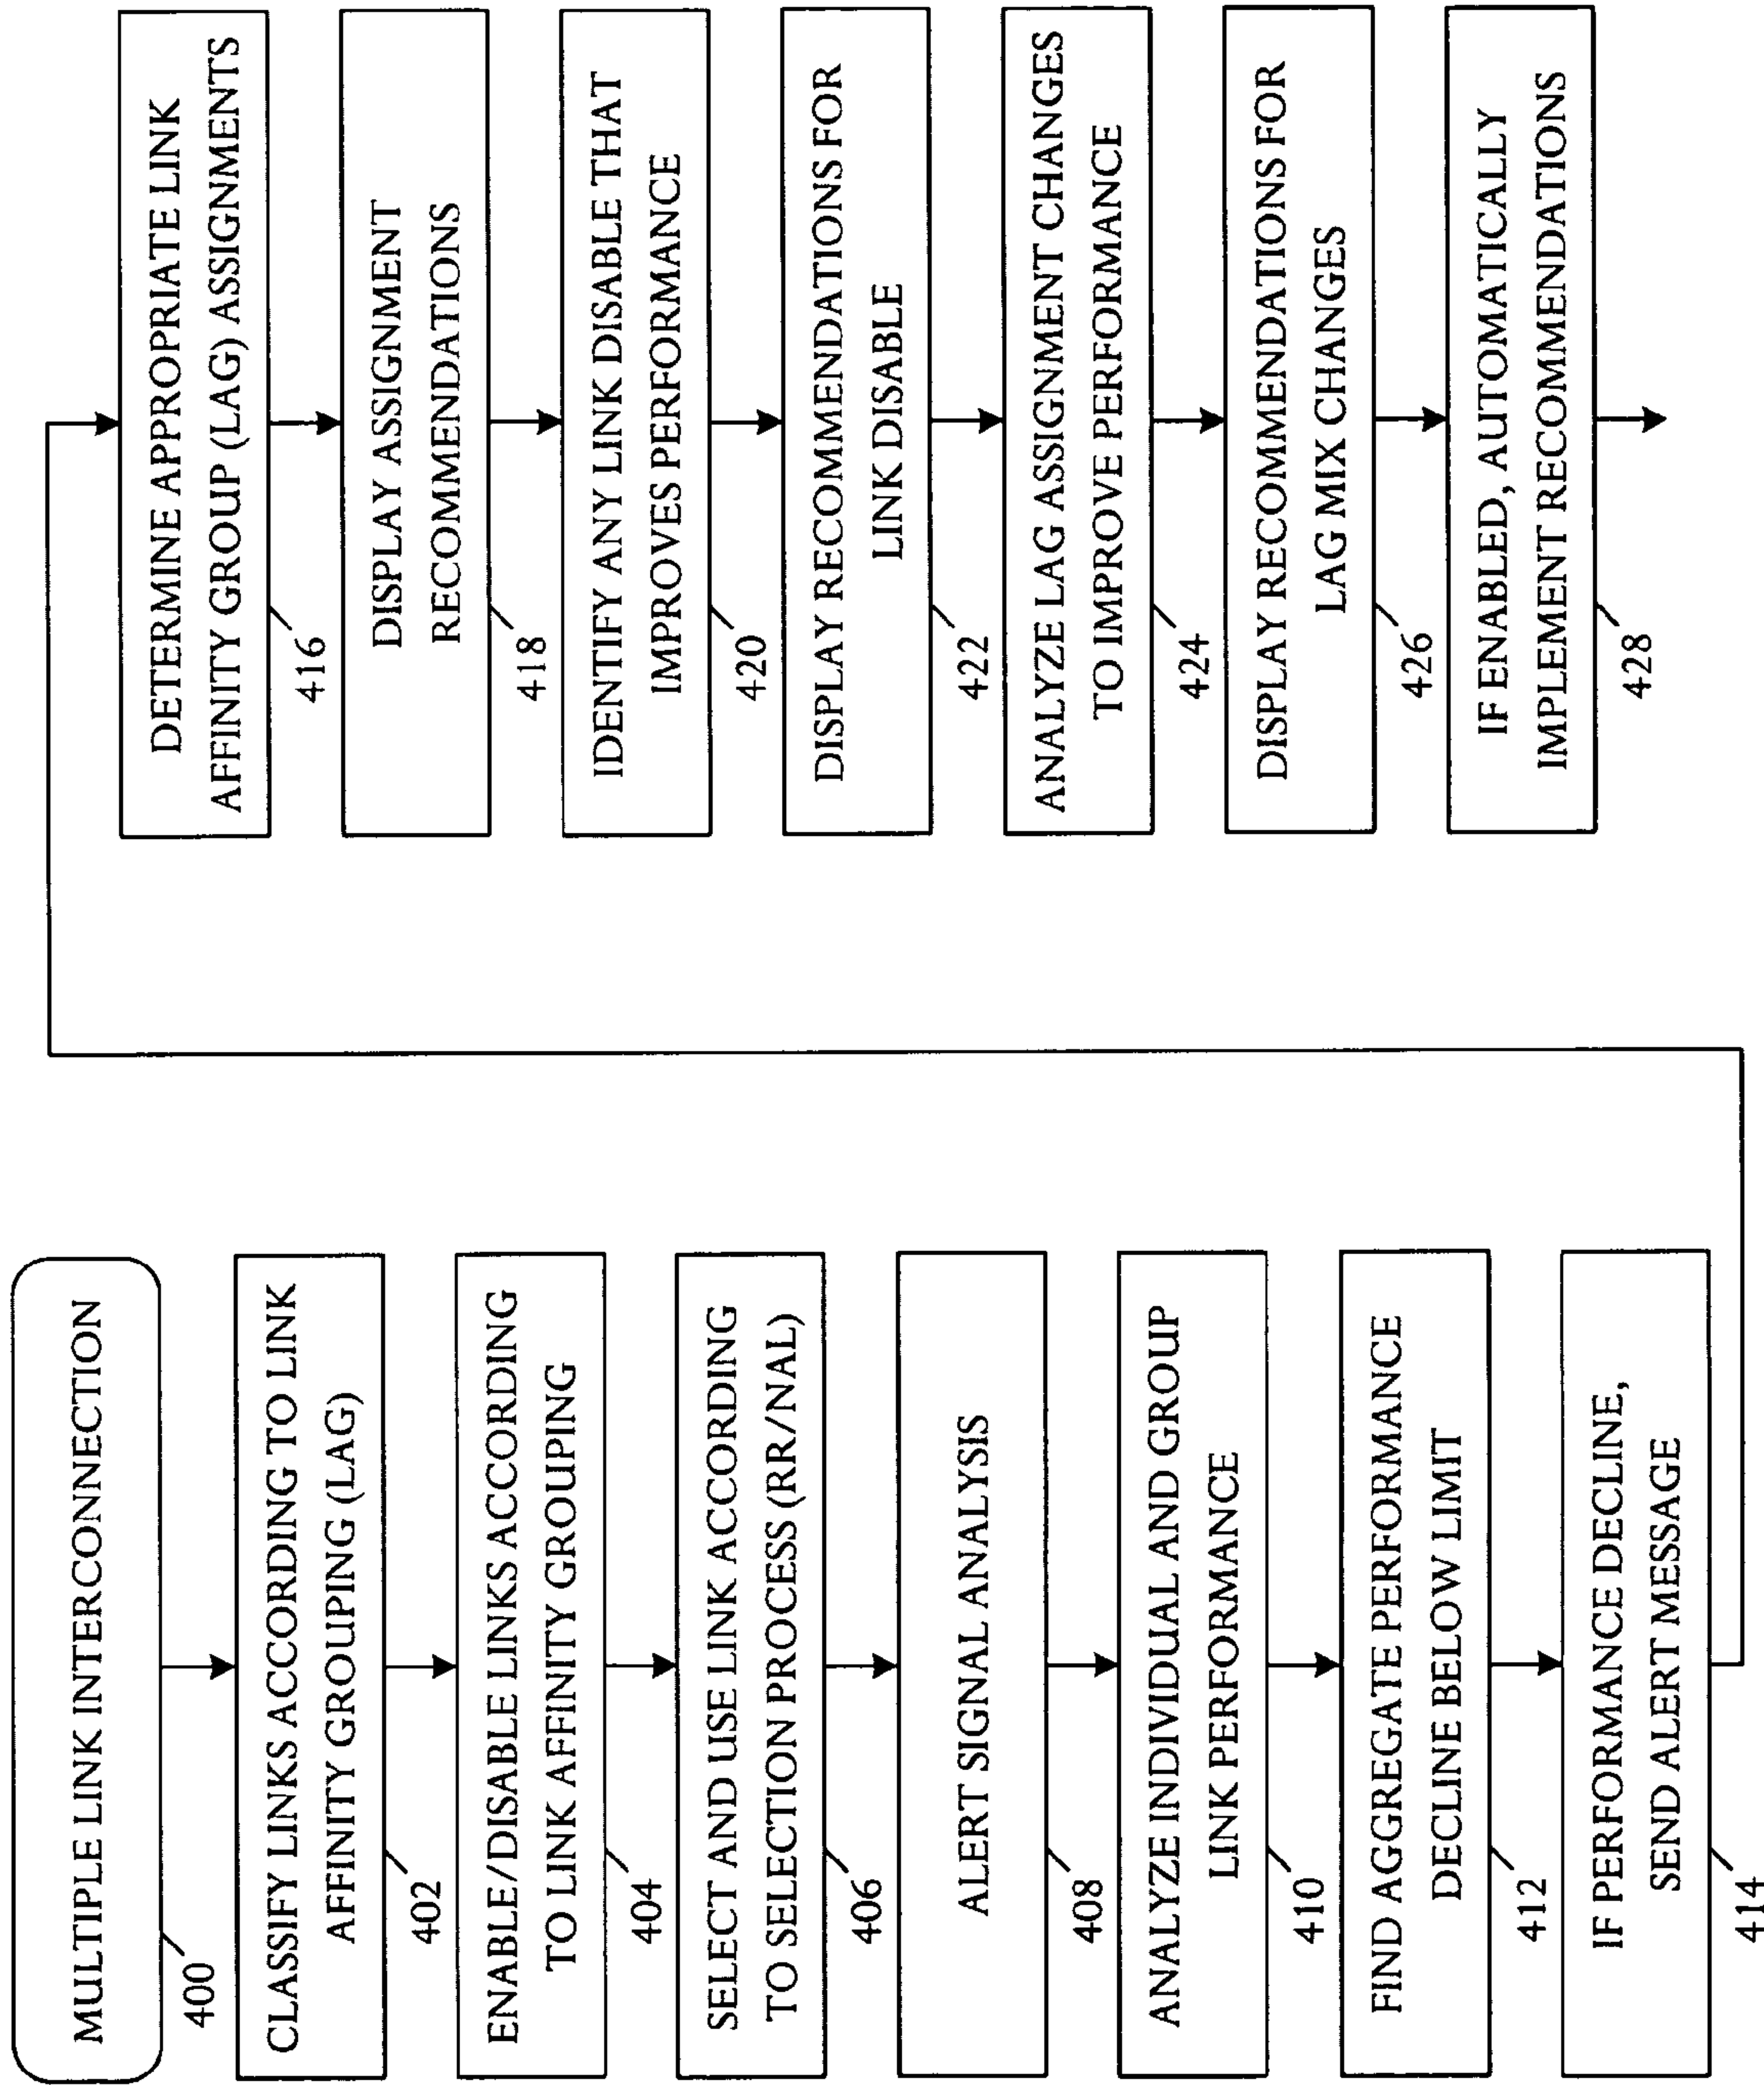 MULTIPLE LINK INTERCONNECTION
400
CLASSIFY LINKS ACCORDING TO LINK
AFFINITY GROUPING (LAG)
402
ENABLE/DISABLE LINKS ACCORDING
TO LINK AFFINITY GROUPING
404
SELECT AND USE LINK ACCORDING
TO SELECTION PROCESS (RR/NAL)
406
ALERT SIGNAL ANALYSIS
408
ANALYZE INDIVIDUAL AND GROUP
LINK PERFORMANCE
410
FIND AGGREGATE PERFORMANCE
DECLINE BELOW LIMIT
412
IF PERFORMANCE DECLINE,
SEND ALERT MESSAGE
414
DETERMINE APPROPRIATE LINK
AFFINITY GROUP (LAG) ASSIGNMENTS
416
DISPLAY ASSIGNMENT
RECOMMENDATIONS
418
IDENTIFY ANY LINK DISABLE THAT
IMPROVES PERFORMANCE
420
DISPLAY RECOMMENDATIONS FOR
LINK DISABLE
422
ANALYZE LAG ASSIGNMENT CHANGES
TO IMPROVE PERFORMANCE
424
DISPLAY RECOMMENDATIONS FOR
LAG MIX CHANGES
426
IF ENABLED, AUTOMATICALLY
IMPLEMENT RECOMMENDATIONS
428